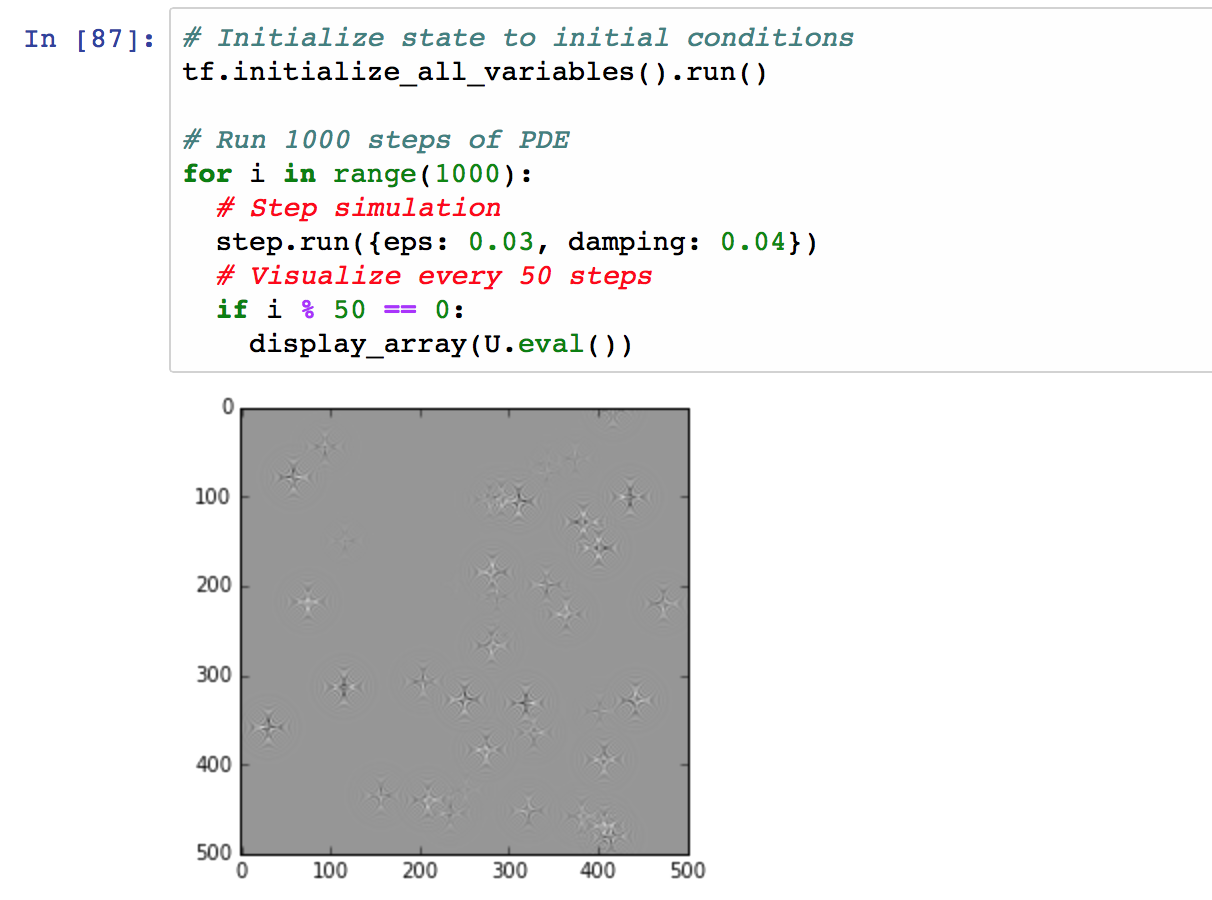 In [87]: # Initialize state to initial conditions
tf.initialize_all_variables().run()
# Run 1000 steps of PDE
for i in range(1000):
# Step simulation
step.run({eps: 0.03, damping: 0.04})
# Visualize every 50 steps
if i % 50 == 0:
display_array(U.eval())
0
100
200
300
400
500
0 100 200 300 400 500